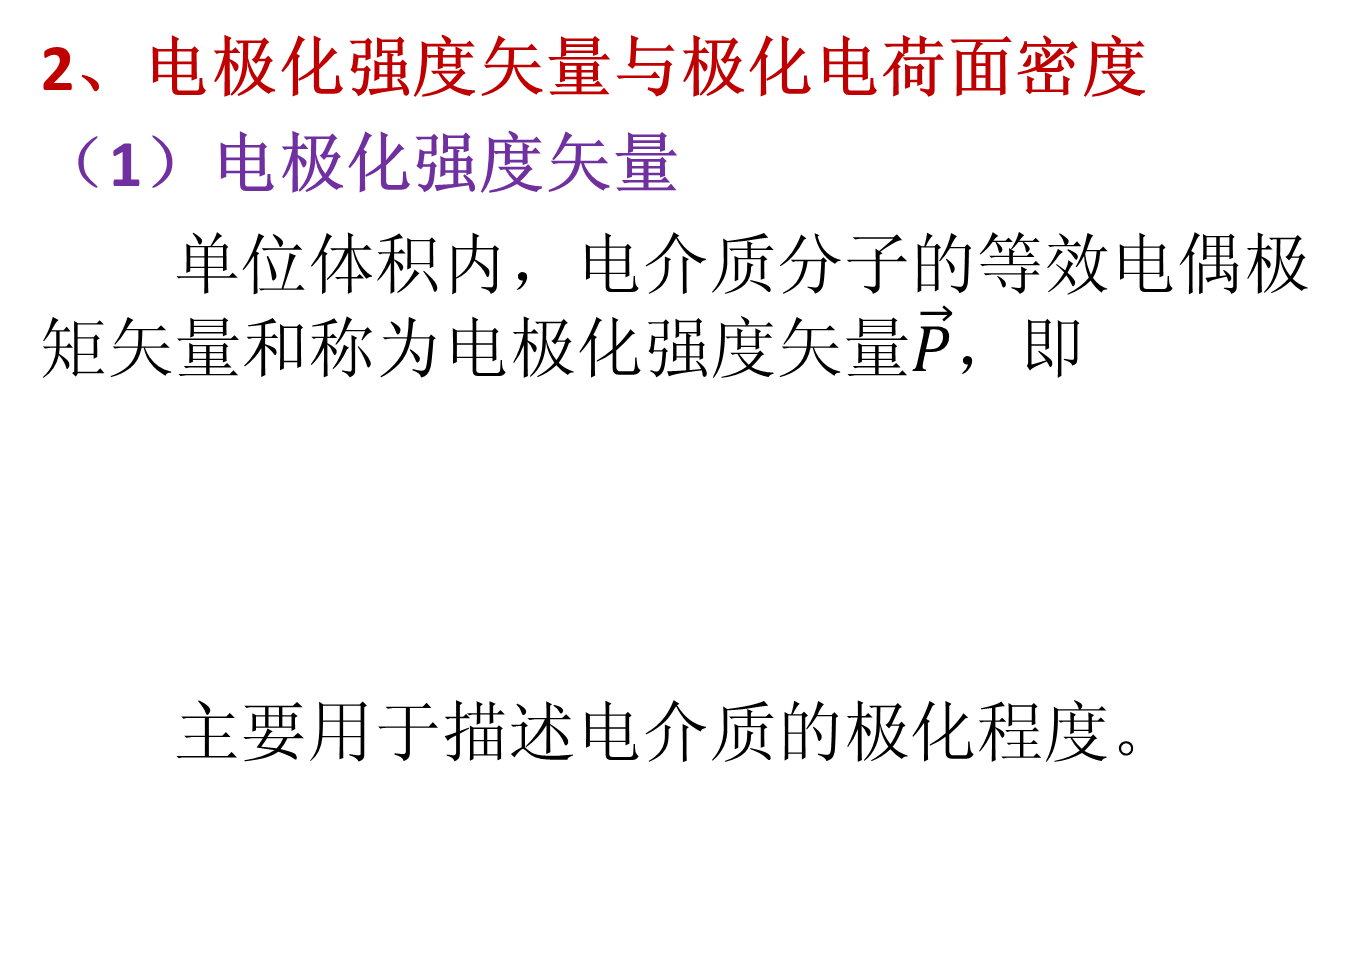 2、电极化强度矢量与极化电荷面密度
（1）电极化强度矢量
单位体积内，电介质分子的等效电偶极
矩矢量和称为电极化强度矢量$\vec{P}$，即
主要用于描述电介质的极化程度。